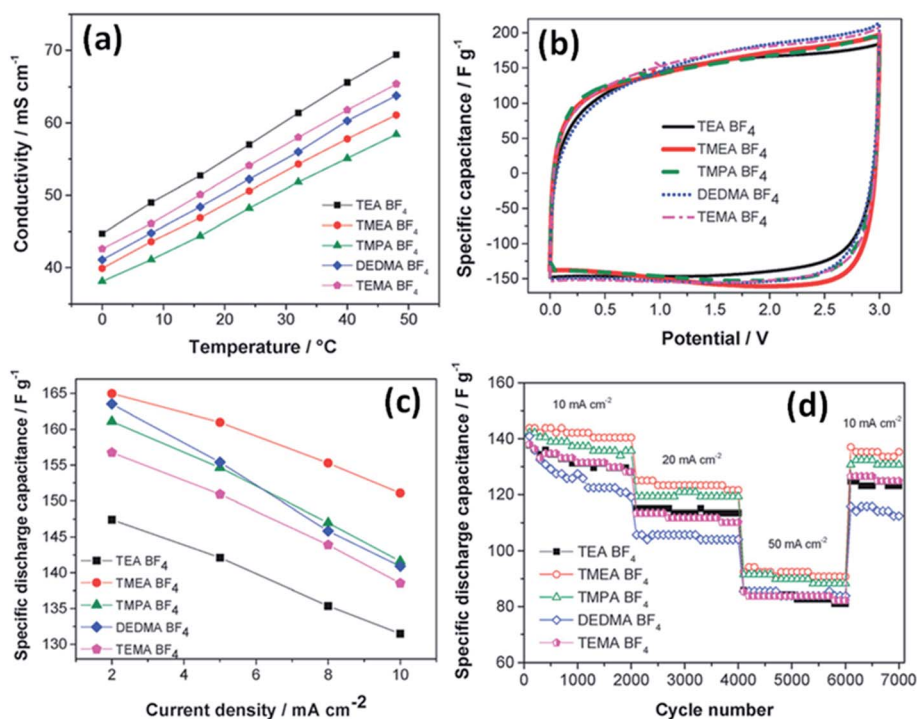 (a)
Conductivity / mS cm-1
70
60
50
40
TEA BF4
TMEA BF4
TMPA BF4
DEDMA BF4
TEMA BF4
0 10 20 30 40 50
Temperature / °C
(b)
Specific capacitance / F g-1
200
150
100
50
0
-50
-100
-150
TEA BF4
TMEA BF4
TMPA BF4
DEDMA BF4
TEMA BF4
0.0 0.5 1.0 1.5 2.0 2.5 3.0
Potential / V
(c)
Specific discharge capacitance / F g-1
165
160
155
150
145
140
135
130
TEA BF4
TMEA BF4
TMPA BF4
DEDMA BF4
TEMA BF4
2 4 6 8 10
Current density / mA cm-2
(d)
Specific discharge capacitance / F g-1
160
140
120
100
80
60
10 mA cm-2
20 mA cm-2
50 mA cm-2
10 mA cm-2
TEA BF4
TMEA BF4
TMPA BF4
DEDMA BF4
TEMA BF4
0 1000 2000 3000 4000 5000 6000 7000
Cycle number